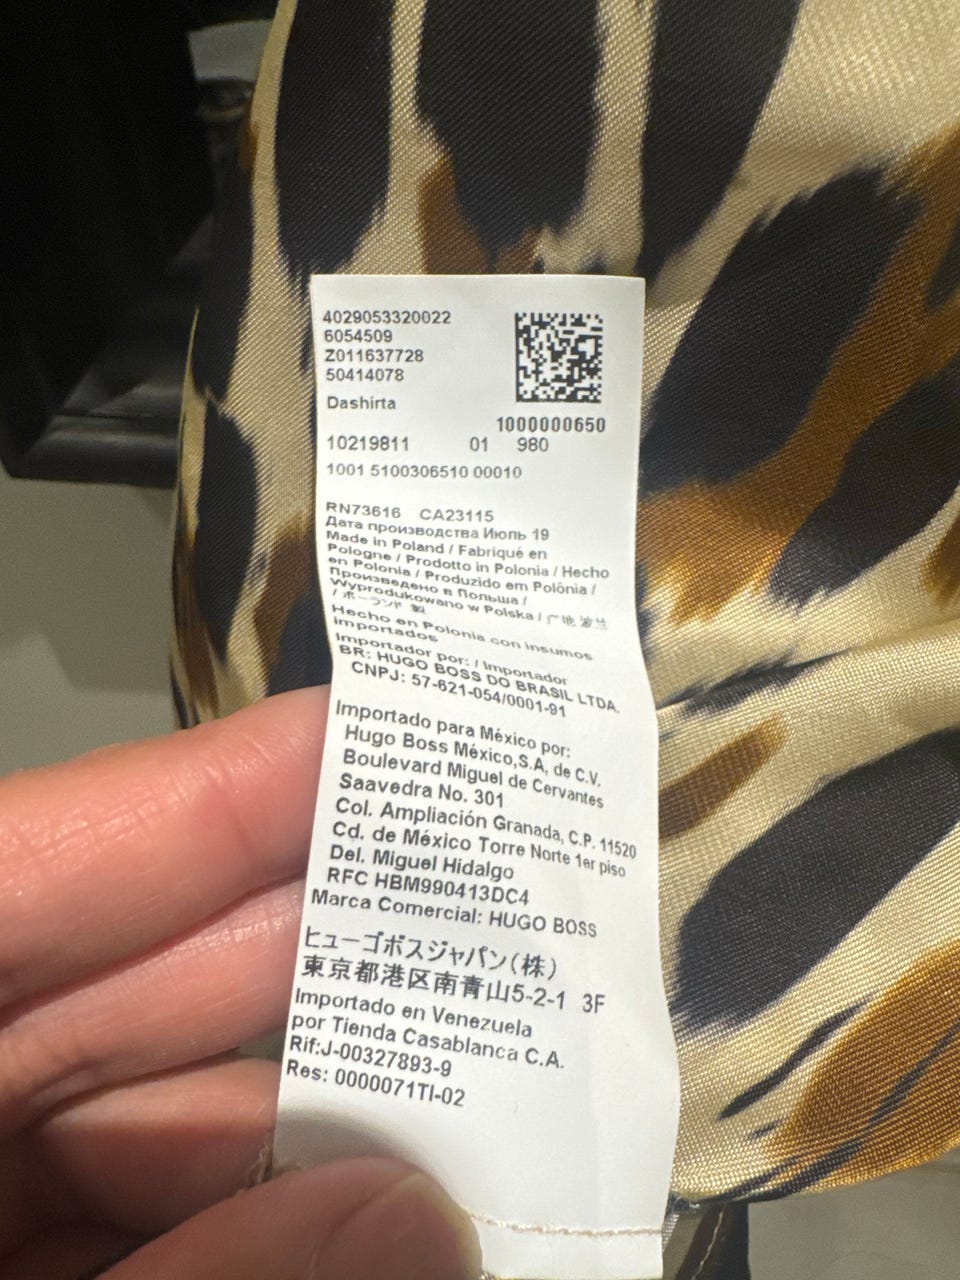 4029053320022
6054509
Z011637728
50414078
Dashirta
1000000650
10219811 01 980
1001 5100306510 00010
RN73616 CA23115
Дата производства Июль 19
Made in Poland / Fabriqué en
Pologne / Prodotto in Polonia / Hecho
en Polonia / Produzido em Polônia /
Произведено в Польша /
Wyprodukowano w Polska / 产地 波兰
/ ポーランド 製
Hecho en Polonia con insumos
importados
Importador por: / Importador
BR: HUGO BOSS DO BRASIL LTDA.
CNPJ: 57-621-054/0001-91
Importado para México por:
Hugo Boss México,S.A, de C.V.
Boulevard Miguel de Cervantes
Saavedra No. 301
Col. Ampliación Granada, C.P. 11520
Cd. de México Torre Norte 1er piso
Del. Miguel Hidalgo
RFC HBM990413DC4
Marca Comercial: HUGO BOSS
ヒューゴボスジャパン(株)
東京都港区南青山5-2-1 3F
Importado en Venezuela
por Tienda Casablanca C.A.
Rif:J-00327893-9
Res: 0000071TI-02